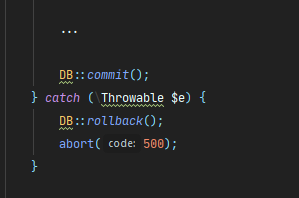 ...
DB::commit();
} catch (\Throwable $e) {
DB::rollback();
abort( code: 500);
}